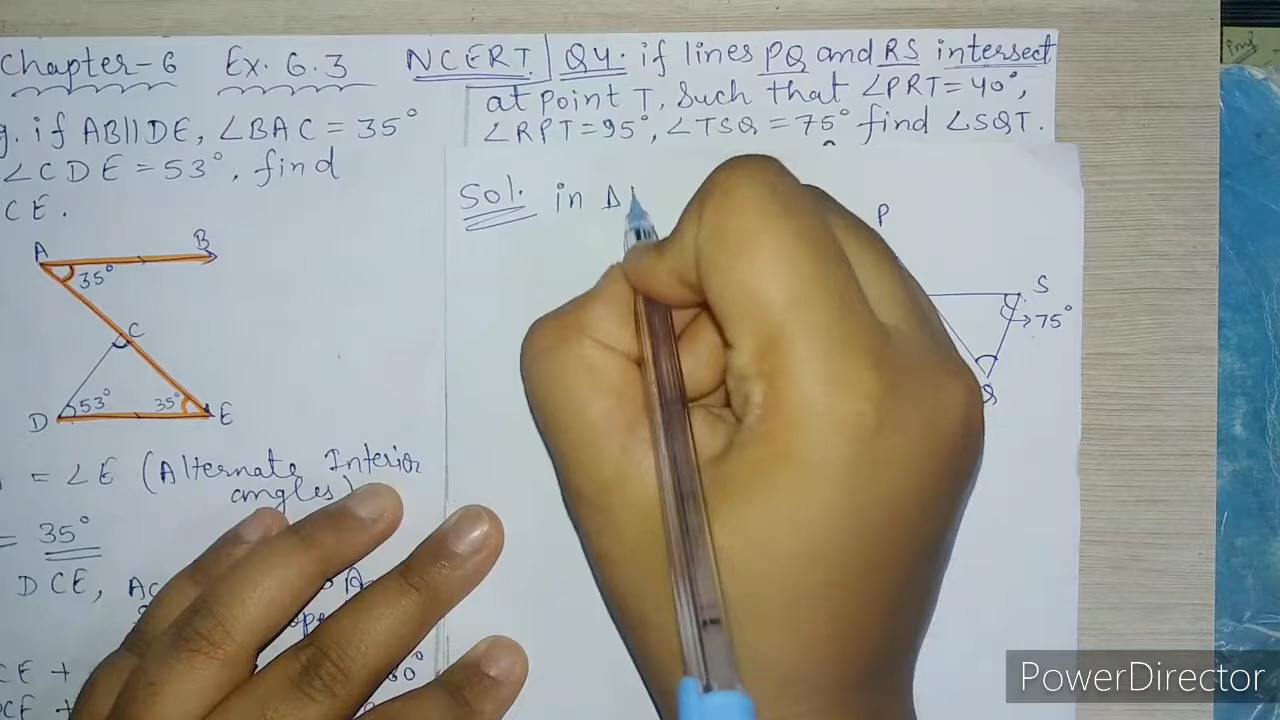 Chapter-6 Ex. 6.3 NCERT
g. if AB||DE, ∠BAC = 35°
∠CDE = 53°, find
CE.
A B
35°
C
D 53° 35° E
= ∠E (Alternate Interior
angles)
= 35°
DCE,
CE +
CE +
Q4. if lines PQ and RS intersect
at point T, Such that ∠PRT = 40°,
∠RPT = 95°, ∠TSQ = 75° find ∠SQT.
Sol. in Δ
P
S
75°